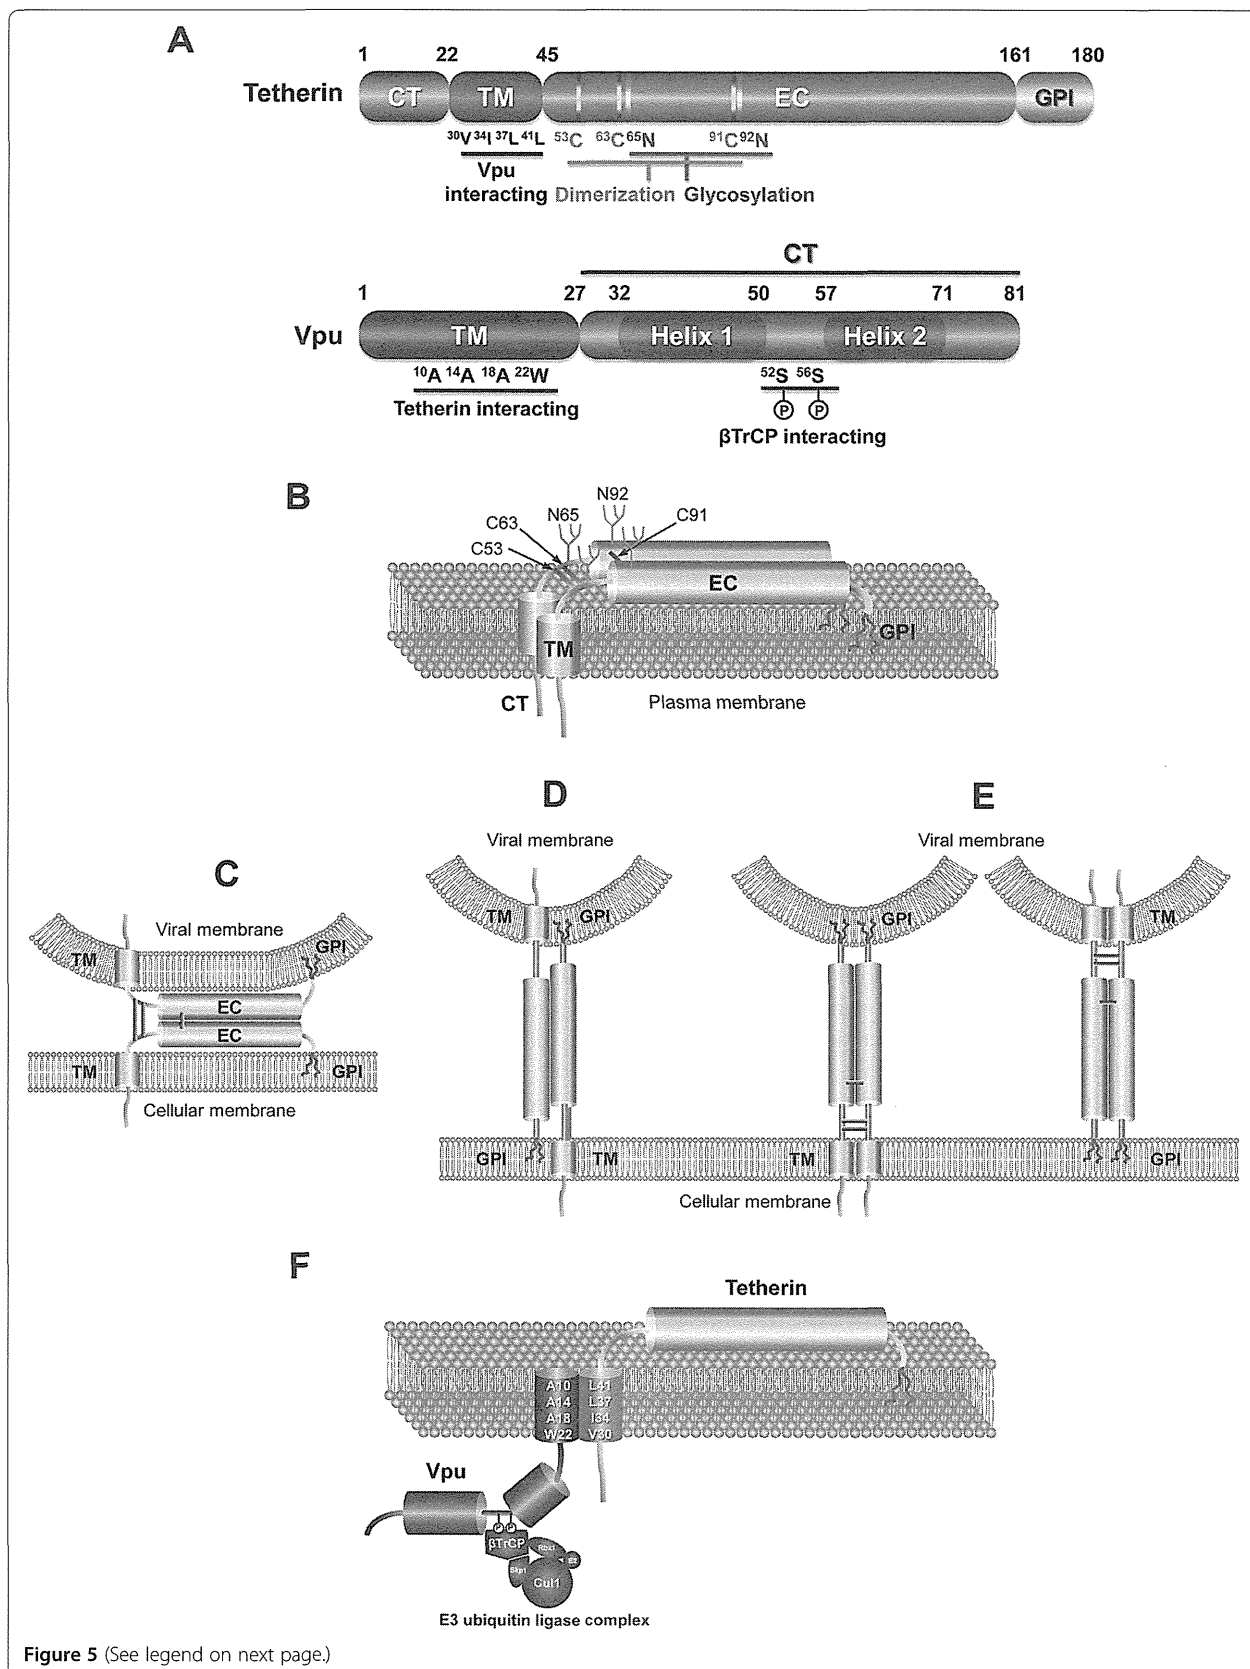 A
1 22 45 161 180
Tetherin CT TM EC GPI
30V 34I 37L 41L 53C 63C 65N 91C 92N
Vpu interacting Dimerization Glycosylation
CT
1 27 32 50 57 71 81
Vpu TM Helix 1 Helix 2
10A 14A 18A 22W 52S 56S
Tetherin interacting P P
βTrCP interacting
B
N92
C63 N65 C91
C53
EC
TM GPI
CT Plasma membrane
C
Viral membrane
TM GPI
EC
EC
TM GPI
Cellular membrane
D
Viral membrane
TM GPI
GPI TM
E
Viral membrane
GPI TM
TM GPI
Cellular membrane
F
Tetherin
A10 L41
A14 L37
A18 I34
W22 V30
Vpu
P P
βTrCP Rbx1 E2
Skp1 Cul1
E3 ubiquitin ligase complex
Figure 5 (See legend on next page.)